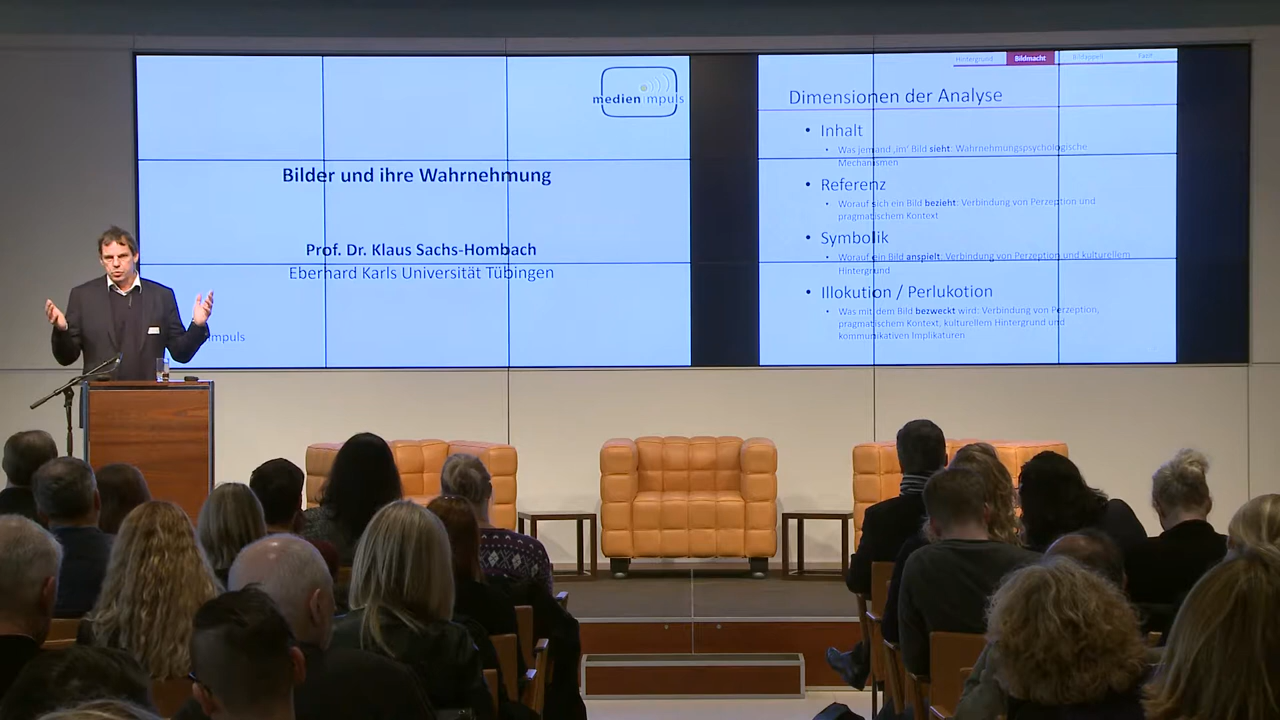 medienimpuls
Bilder und ihre Wahrnehmung
Prof. Dr. Klaus Sachs-Hombach
Eberhard Karls Universität Tübingen
impuls
Hintergrund Bildmacht Bildappell Fazit
Dimensionen der Analyse
• Inhalt
• Was jemand ‚im' Bild sieht: Wahrnehmungspsychologische
Mechanismen
• Referenz
• Worauf sich ein Bild bezieht: Verbindung von Perzeption und
pragmatischem Kontext
• Symbolik
• Worauf ein Bild anspielt: Verbindung von Perzeption und kulturellem
Hintergrund
• Illokution / Perlukotion
• Was mit dem Bild bezweckt wird: Verbindung von Perzeption,
pragmatischem Kontext, kulturellem Hintergrund und
kommunikativen Implikaturen